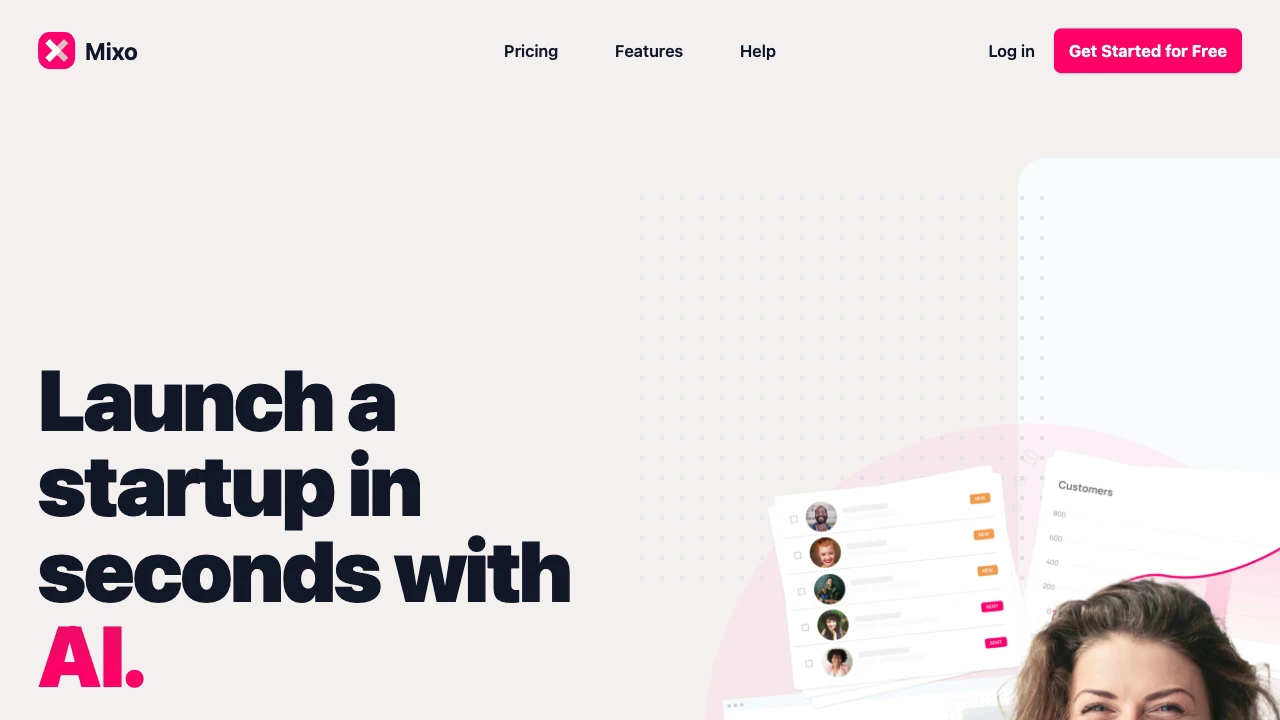 Mixo
Pricing
Features
Help
Log in
Get Started for Free
Launch a
startup in
seconds with
AI.
NEW
NEW
NEW
SENT
SENT
Customers
800
600
400
200
0